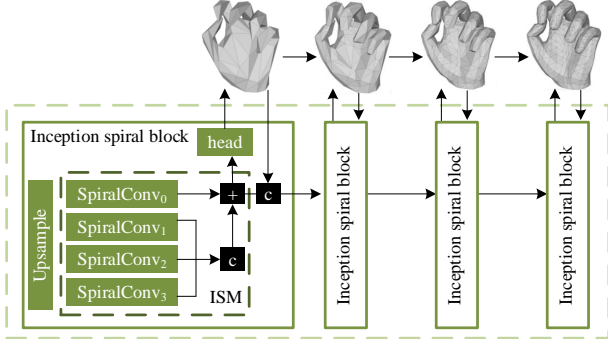 Inception spiral block
head
Upsample
SpiralConv₀
+
c
SpiralConv₁
SpiralConv₂
c
SpiralConv₃
ISM
Inception spiral block
Inception spiral block
Inception spiral block